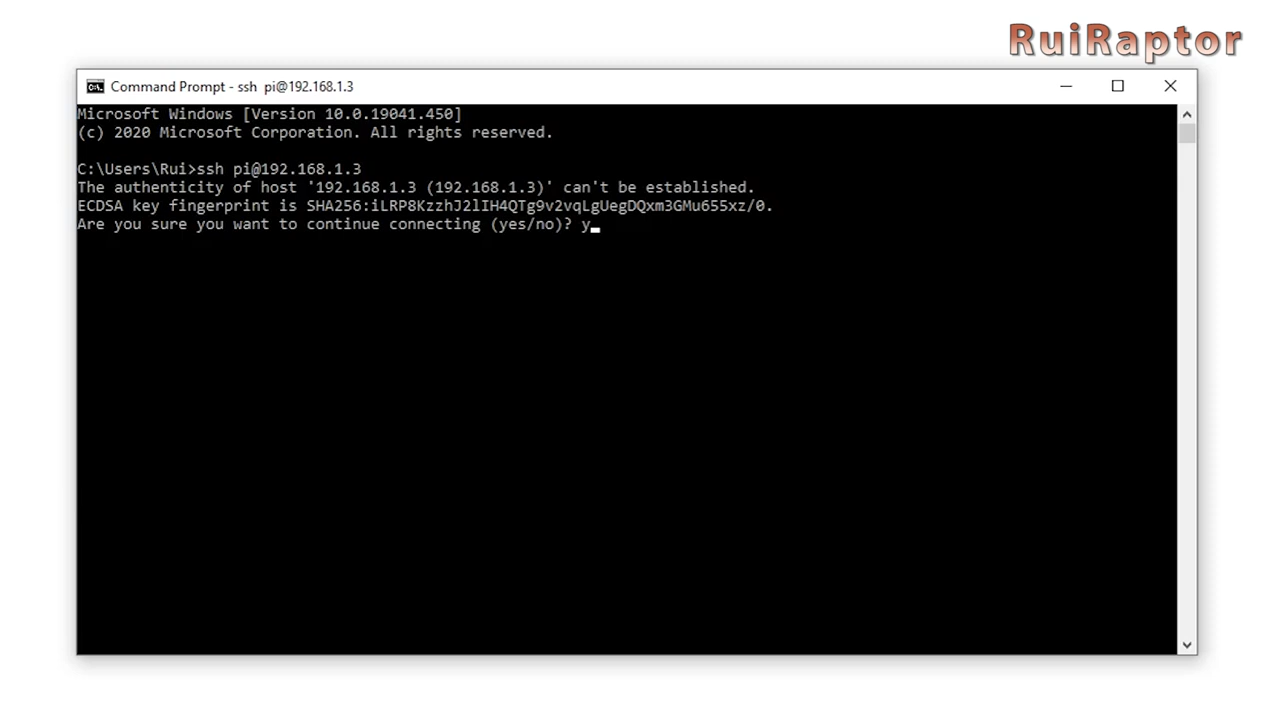 RuiRaptor
Command Prompt - ssh  pi@192.168.1.3
Microsoft Windows [Version 10.0.19041.450]
(c) 2020 Microsoft Corporation. All rights reserved.
C:\Users\Rui>ssh pi@192.168.1.3
The authenticity of host '192.168.1.3 (192.168.1.3)' can't be established.
ECDSA key fingerprint is SHA256:iLRP8KzzhJ2lIH4QTg9v2vqLgUegDQxm3GMu655xz/0.
Are you sure you want to continue connecting (yes/no)? y